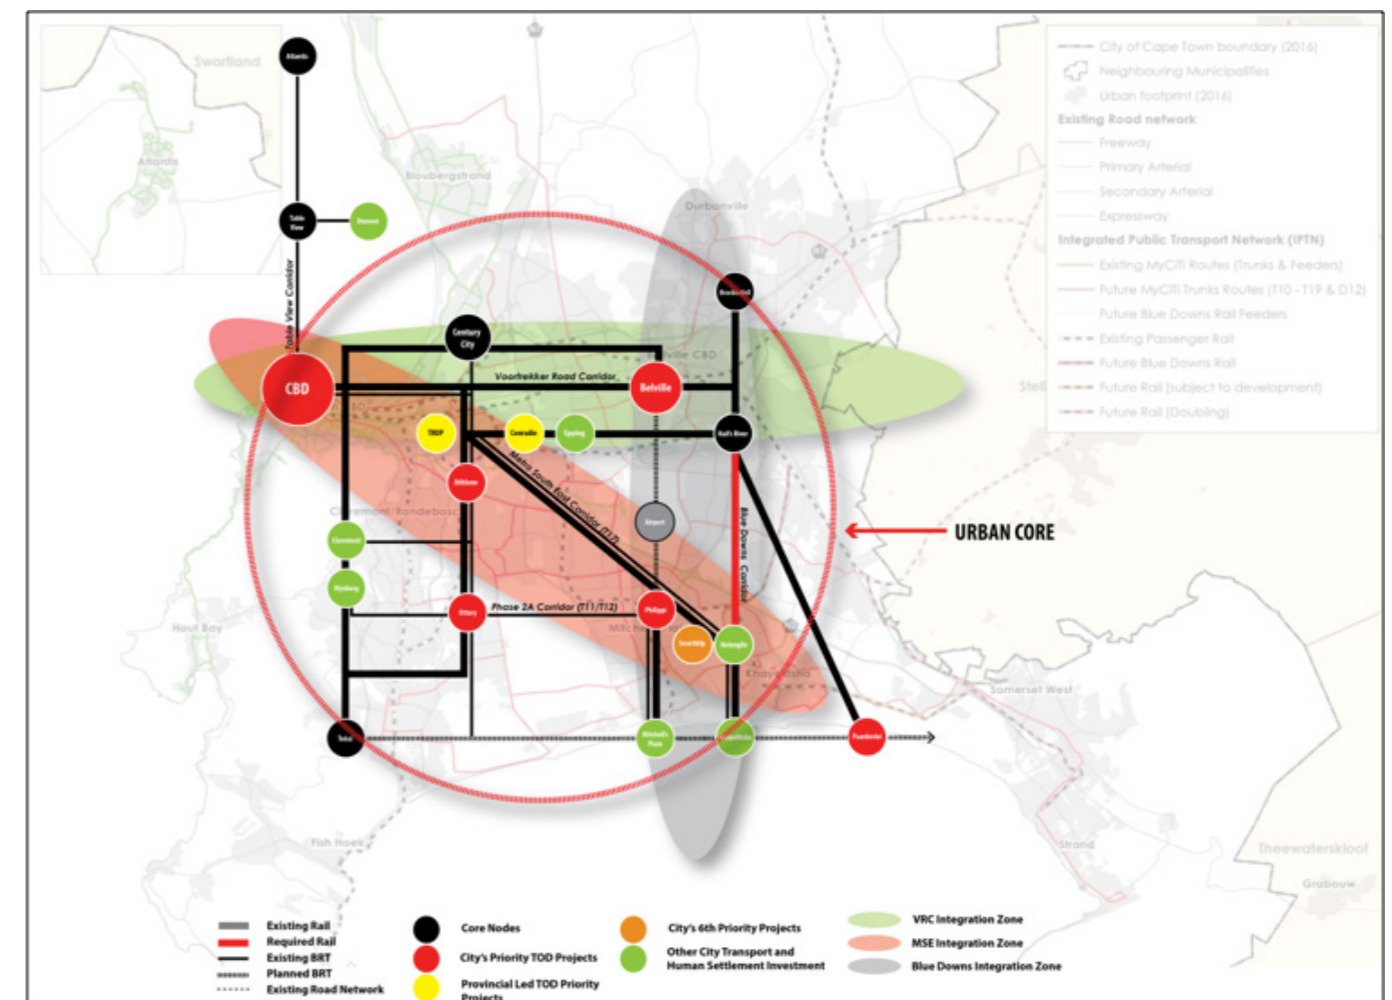 Swartland
Atlantis
Atlantis
Bloubergstrand
Table
View
Table View Corridor
Durbanville
City of Cape Town boundary (2016)
Neighbouring Municipalities
Urban footprint (2016)
Existing Road network
Freeway
Primary Arterial
Secondary Arterial
Expressway
Integrated Public Transport Network (IPTN)
Existing MyCiTi Routes (Trunks & Feeders)
Future MyCiTi Trunks Routes (T10 - T19 & D12)
Future Blue Downs Rail Feeders
Existing Passenger Rail
Future Blue Downs Rail
Future Rail (subject to development)
Future Rail (Doubling)
Century
City
CBD
Voortrekker Road Corridor
Belville
TRUP
Conradie
Epping
Kuil's River
Athlone
Metro South East Corridor (T17)
Airport
Blue Downs Corridor
URBAN CORE
Claremont
Wynberg
Ottery
Phase 2A Corridor (T11/T12)
Philippi
Swartklip
Nolungile
Khayelitsha
Hout Bay
Tokai
Mitchell's
Plain
Somerset West
Fish Hoek
Strand
Theewaterskloof
Grabouw
Existing Rail
Required Rail
Existing BRT
Planned BRT
Existing Road Network
Core Nodes
City's Priority TOD Projects
Provincial Led TOD Priority
Projects
City's 6th Priority Projects
Other City Transport and
Human Settlement Investment
VRC Integration Zone
MSE Integration Zone
Blue Downs Integration Zone